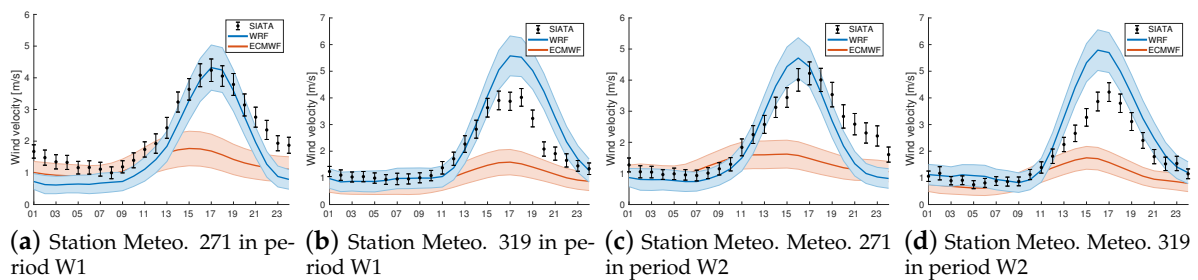 6
5
4
3
2
1
0
Wind velocity [m/s]
SIATA
WRF
ECMWF
01 03 05 07 09 11 13 15 17 19 21 23
7
6
5
4
3
2
1
0
Wind velocity [m/s]
SIATA
WRF
ECMWF
01 03 05 07 09 11 13 15 17 19 21 23
6
5
4
3
2
1
0
Wind velocity [m/s]
SIATA
WRF
ECMWF
01 03 05 07 09 11 13 15 17 19 21 23
7
6
5
4
3
2
1
0
Wind velocity [m/s]
SIATA
WRF
ECMWF
01 03 05 07 09 11 13 15 17 19 21 23
(a) Station Meteo. 271 in pe-
riod W1
(b) Station Meteo. 319 in pe-
riod W1
(c) Station Meteo. Meteo. 271
in period W2
(d) Station Meteo. Meteo. 319
in period W2